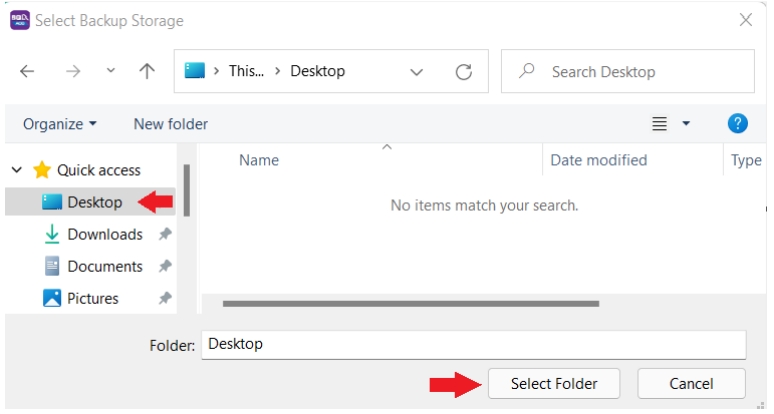 Select Backup Storage
This... > Desktop
Search Desktop
Organize
New folder
Name
Date modified
Type
Quick access
Desktop
Downloads
Documents
Pictures
No items match your search.
Folder: Desktop
Select Folder
Cancel